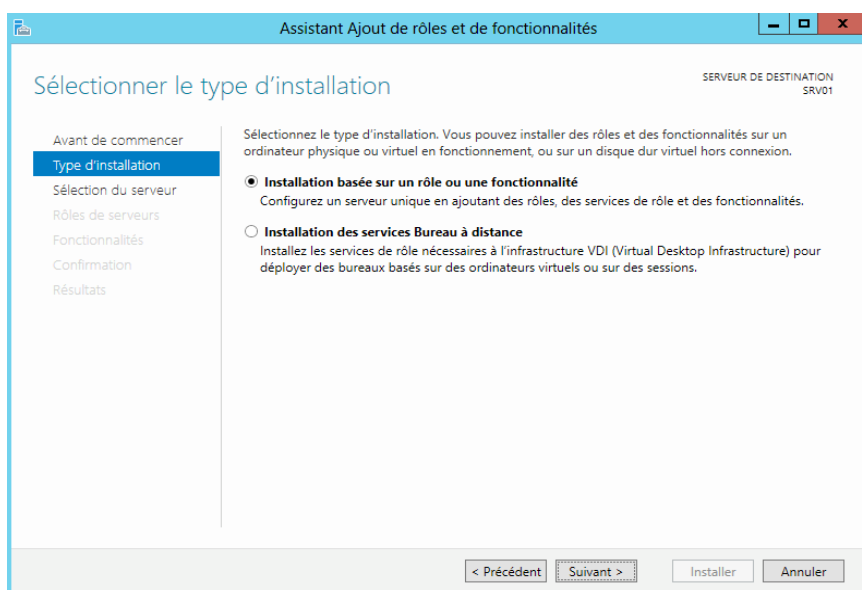 Assistant Ajout de rôles et de fonctionnalités
Sélectionner le type d'installation
SERVEUR DE DESTINATION
SRV01
Avant de commencer
Type d'installation
Sélection du serveur
Rôles de serveurs
Fonctionnalités
Confirmation
Résultats
Sélectionnez le type d'installation. Vous pouvez installer des rôles et des fonctionnalités sur un
ordinateur physique ou virtuel en fonctionnement, ou sur un disque dur virtuel hors connexion.
Installation basée sur un rôle ou une fonctionnalité
Configurez un serveur unique en ajoutant des rôles, des services de rôle et des fonctionnalités.
Installation des services Bureau à distance
Installez les services de rôle nécessaires à l'infrastructure VDI (Virtual Desktop Infrastructure) pour
déployer des bureaux basés sur des ordinateurs virtuels ou sur des sessions.
< Précédent
Suivant >
Installer
Annuler